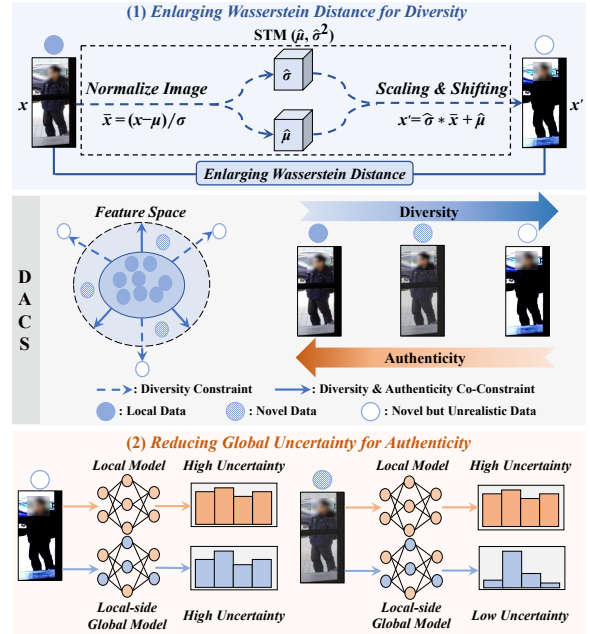 (1) Enlarging Wasserstein Distance for Diversity
STM (μ̂, σ̂²)
Normalize Image
σ̂
Scaling & Shifting
x
x̄ = (x−μ)/σ
μ̂
x′= σ̂ * x̄ + μ̂
x′
Enlarging Wasserstein Distance
DACS
Feature Space
Diversity
Authenticity
: Diversity Constraint
: Diversity & Authenticity Co-Constraint
: Local Data
: Novel Data
: Novel but Unrealistic Data
(2) Reducing Global Uncertainty for Authenticity
Local Model
High Uncertainty
Local Model
High Uncertainty
Local-side
Global Model
High Uncertainty
Local-side
Global Model
Low Uncertainty